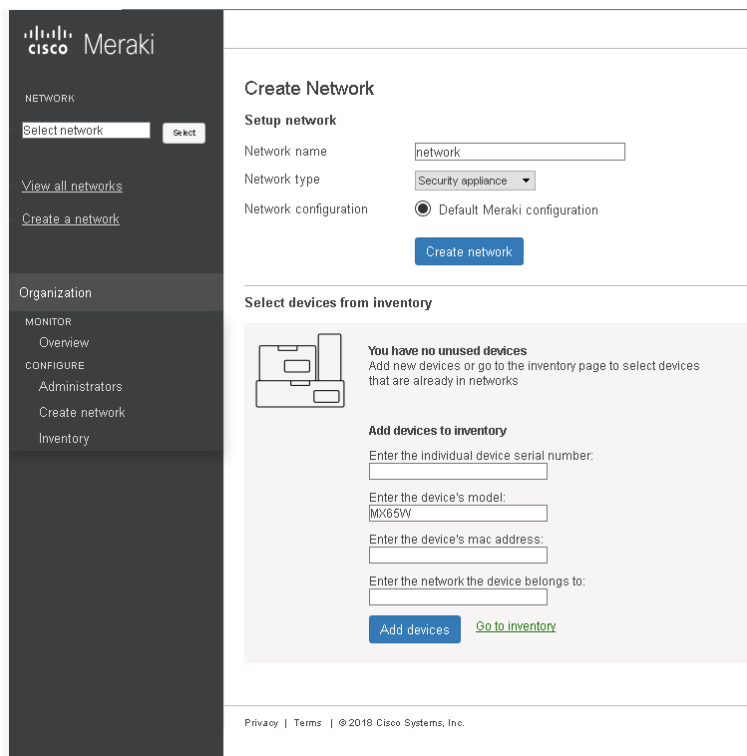 cisco Meraki
NETWORK
Select network
Select
View all networks
Create a network
Organization
MONITOR
Overview
CONFIGURE
Administrators
Create network
Inventory
Create Network
Setup network
Network name network
Network type Security appliance
Network configuration Default Meraki configuration
Create network
Select devices from inventory
You have no unused devices
Add new devices or go to the inventory page to select devices
that are already in networks
Add devices to inventory
Enter the individual device serial number:
Enter the device's model:
MX65W
Enter the device's mac address:
Enter the network the device belongs to:
Add devices Go to inventory
Privacy | Terms | © 2018 Cisco Systems, Inc.